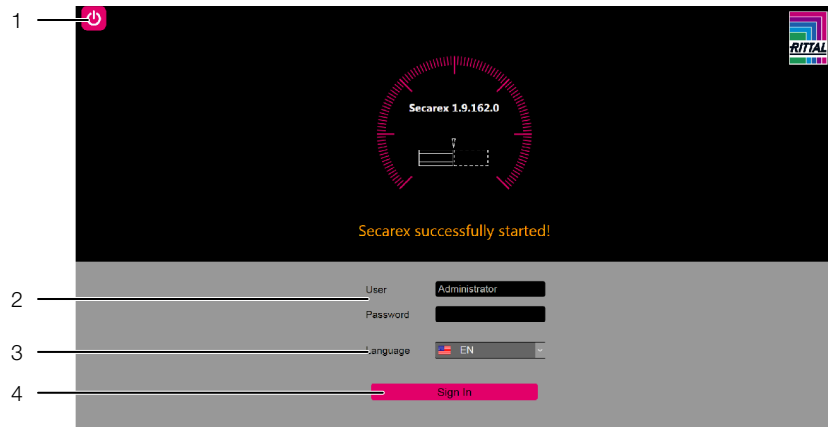 1
RITTAL
Secarex 1.9.162.0
Secarex successfully started!
2
User Administrator
Password
3
Language EN
4
Sign In